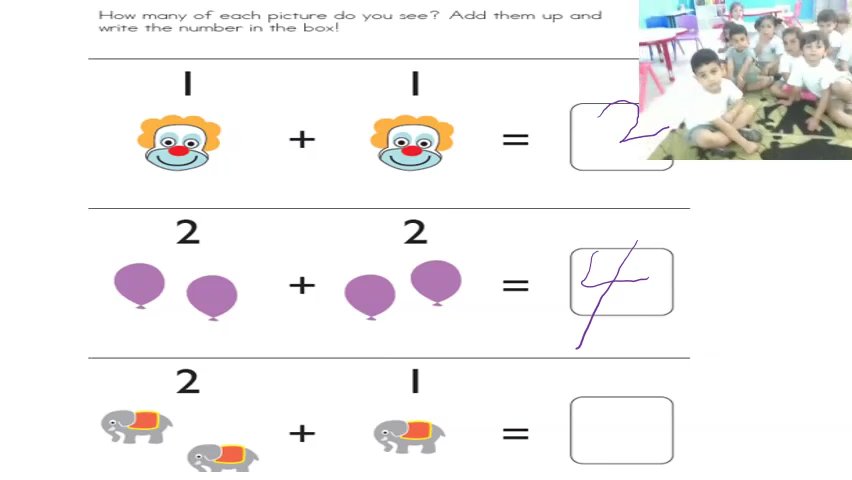 How many of each picture do you see? Add them up and
write the number in the box!
1 1
+ = 2
2 2
+ = 4
2 1
+ =